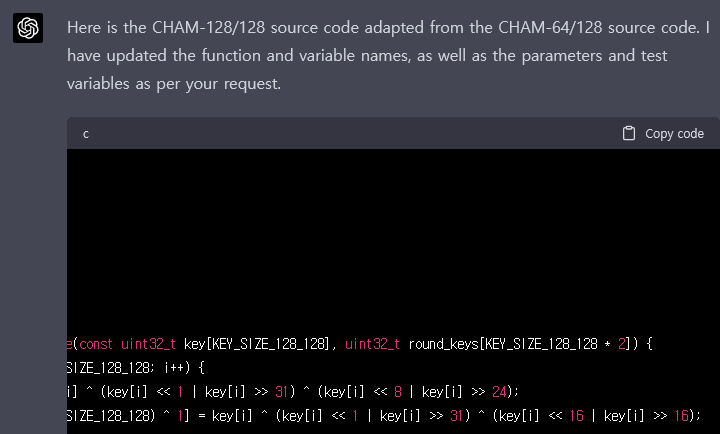 Here is the CHAM-128/128 source code adapted from the CHAM-64/128 source code. I
have updated the function and variable names, as well as the parameters and test
variables as per your request.
c
Copy code
e(const uint32_t key[KEY_SIZE_128_128], uint32_t round_keys[KEY_SIZE_128_128 * 2]) {
SIZE_128_128; i++) {
i] ^ (key[i] << 1 | key[i] >> 31) ^ (key[i] << 8 | key[i] >> 24);
SIZE_128_128) ^ 1] = key[i] ^ (key[i] << 1 | key[i] >> 31) ^ (key[i] << 16 | key[i] >> 16);